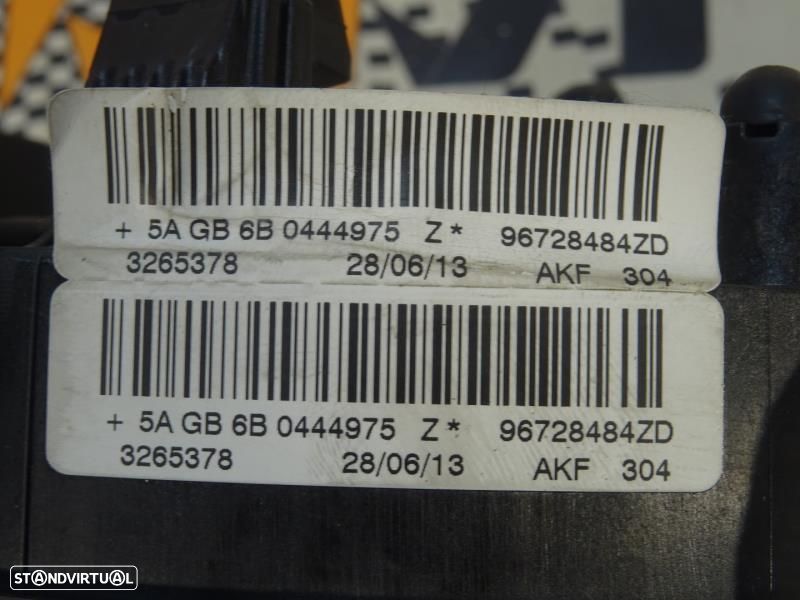 + 5A GB 6B 0444975 Z* 96728484ZD
3265378 28/06/13 AKF 304
+ 5A GB 6B 0444975 Z* 96728484ZD
3265378 28/06/13 AKF 304
STANDVIRTUAL